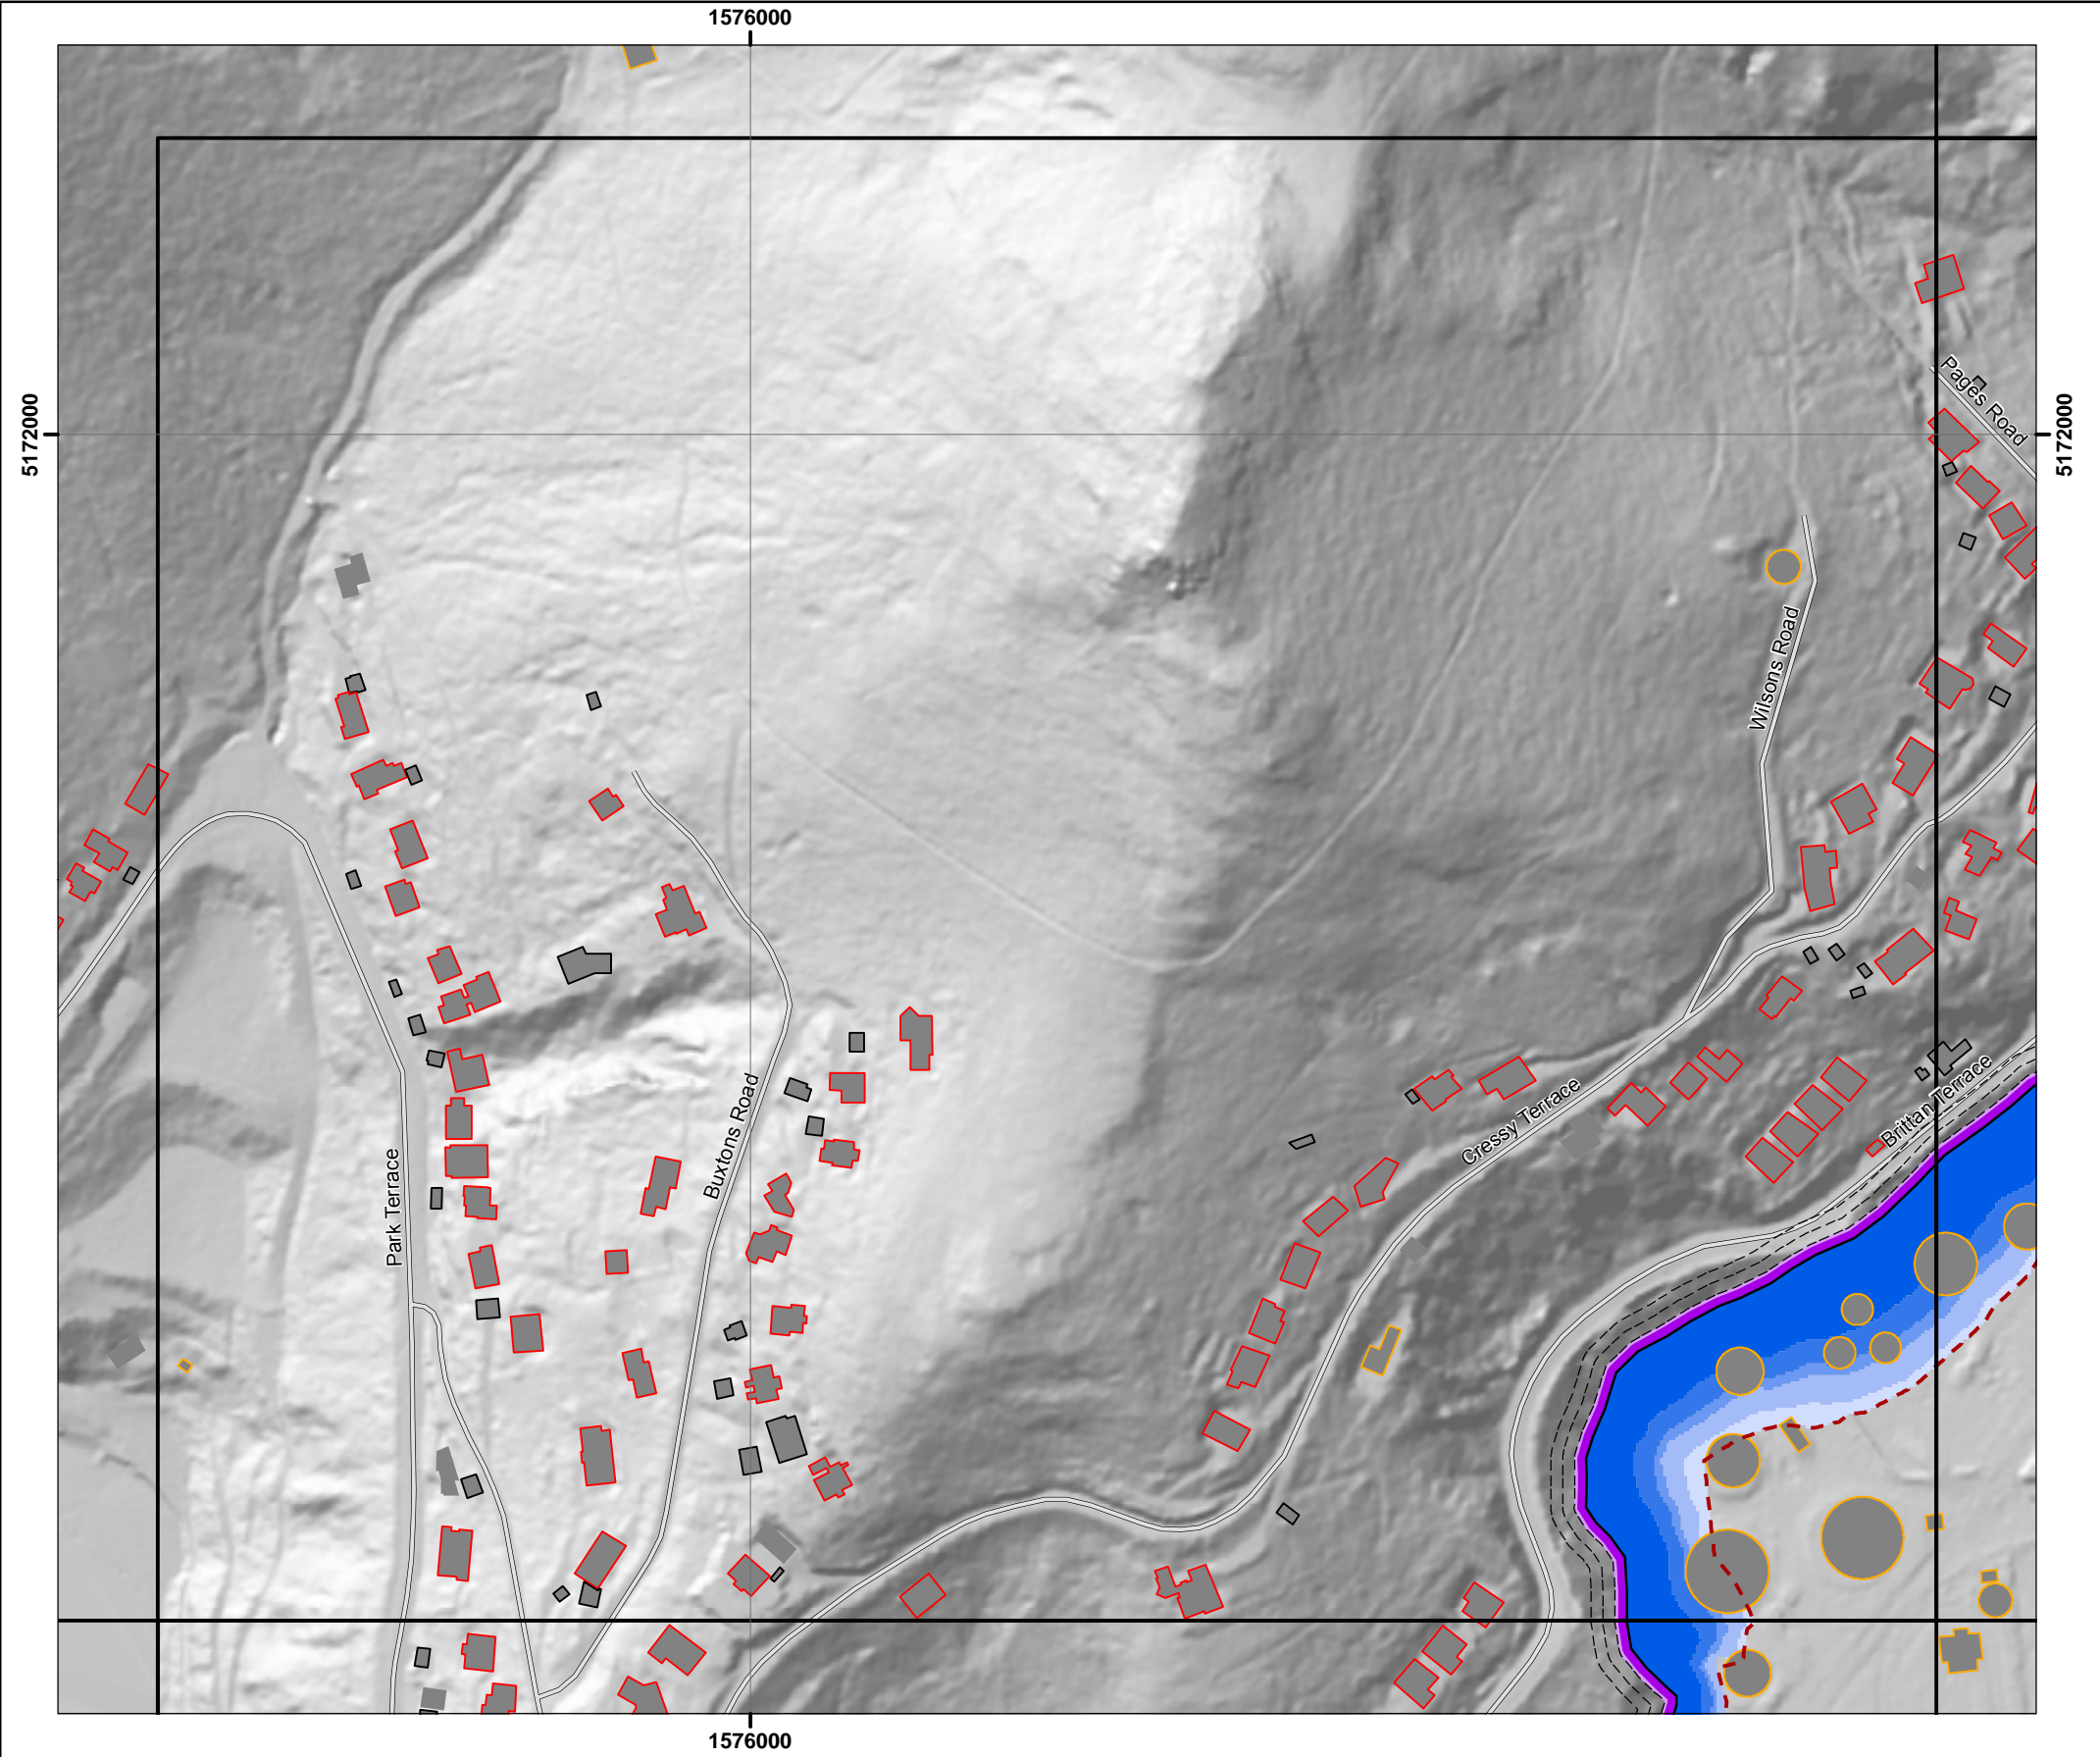 1576000
5172000
5172000
Pages Road
Wilsons Road
Cressy Terrace
Brittan Terrace
Buxtons Road
Park Terrace
1576000